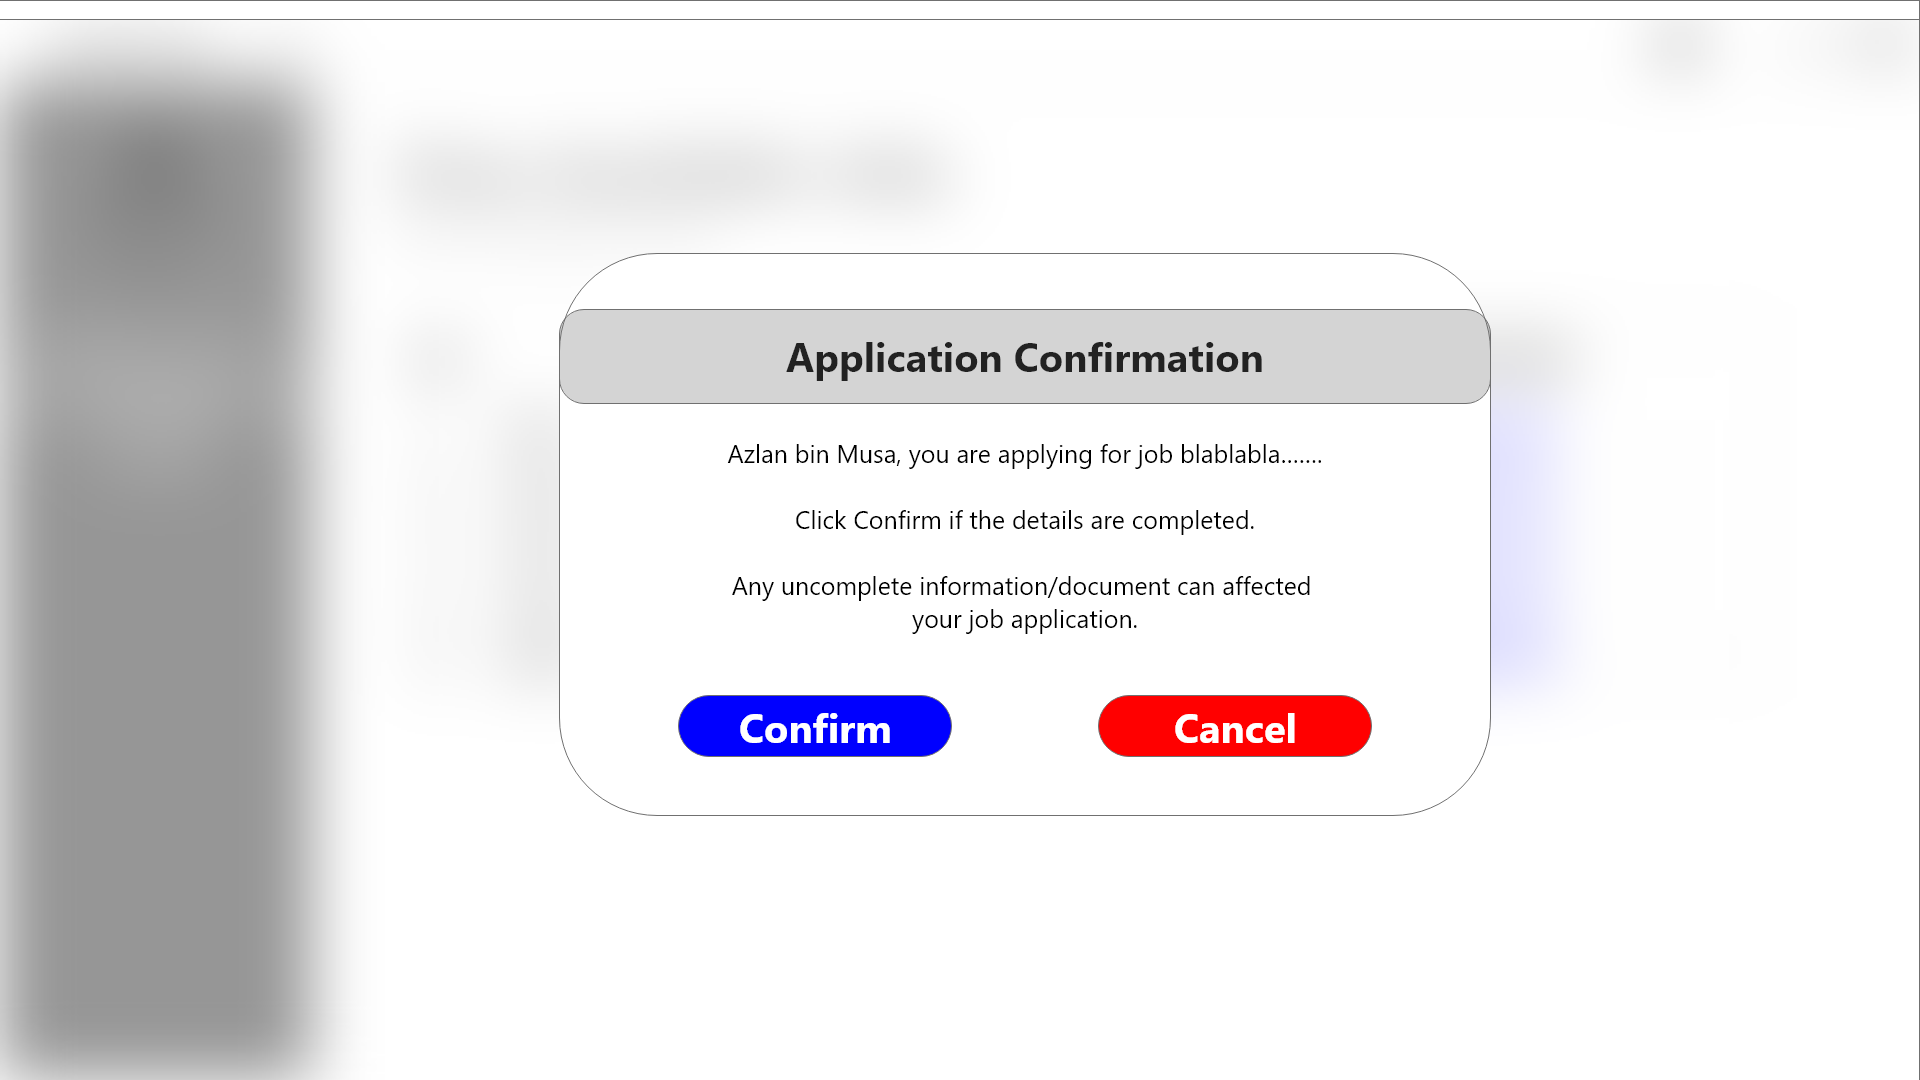 Application Confirmation
Azlan bin Musa, you are applying for job blablabla.......
Click Confirm if the details are completed.
Any uncomplete information/document can affected
your job application.
Confirm
Cancel